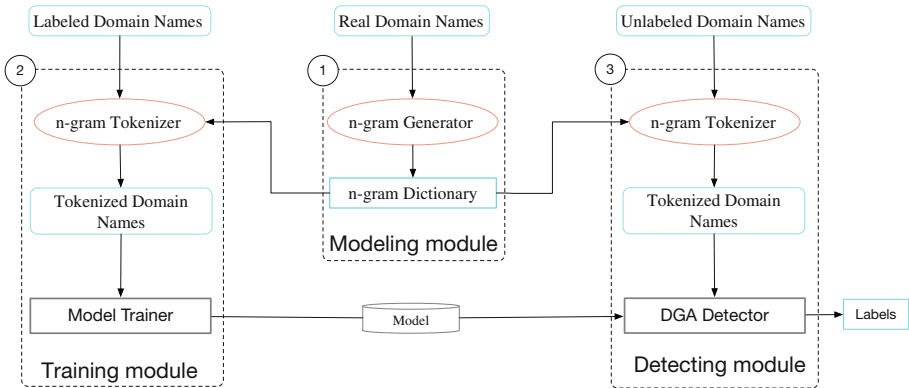 Labeled Domain Names
Real Domain Names
Unlabeled Domain Names
2
1
3
n-gram Tokenizer
n-gram Generator
n-gram Tokenizer
n-gram Dictionary
Tokenized Domain
Names
Tokenized Domain
Names
Modeling module
Model Trainer
Model
DGA Detector
Labels
Training module
Detecting module